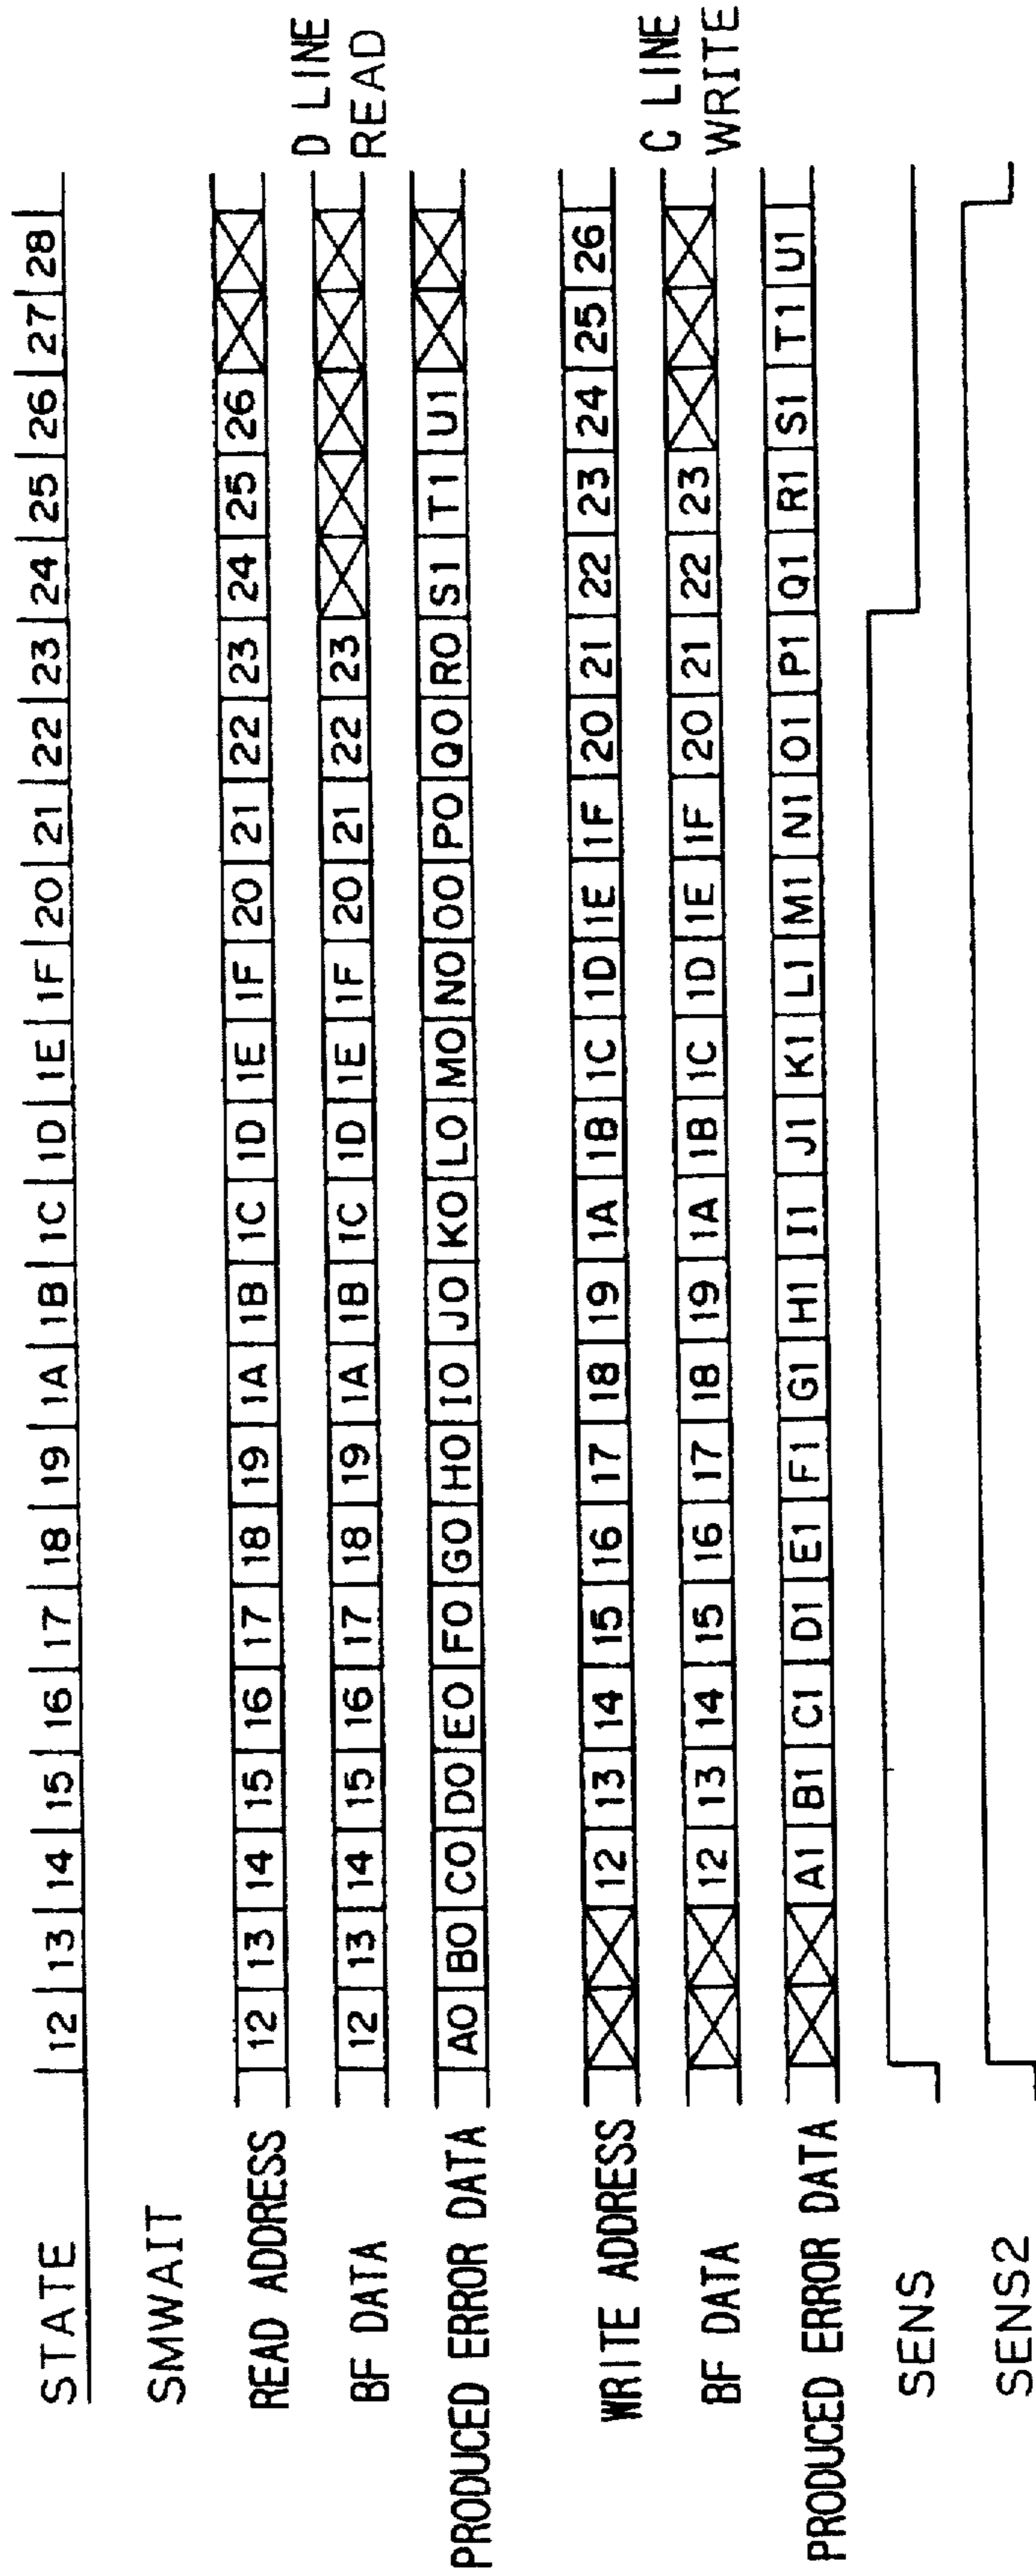 STATE 12 13 14 15 16 17 18 19 1A 1B 1C 1D 1E 1F 20 21 22 23 24 25 26 27 28
SMWAIT
READ ADDRESS 12 13 14 15 16 17 18 19 1A 1B 1C 1D 1E 1F 20 21 22 23 24 25 26
BF DATA 12 13 14 15 16 17 18 19 1A 1B 1C 1D 1E 1F 20 21 22 23
PRODUCED ERROR DATA A0 B0 C0 D0 E0 F0 G0 H0 I0 J0 K0 L0 M0 N0 O0 P0 Q0 R0 S1 T1 U1
D LINE
READ
WRITE ADDRESS 12 13 14 15 16 17 18 19 1A 1B 1C 1D 1E 1F 20 21 22 23 24 25 26
BF DATA 12 13 14 15 16 17 18 19 1A 1B 1C 1D 1E 1F 20 21 22 23
PRODUCED ERROR DATA A1 B1 C1 D1 E1 F1 G1 H1 I1 J1 K1 L1 M1 N1 O1 P1 Q1 R1 S1 T1 U1
C LINE
WRITE
SENS
SENS2